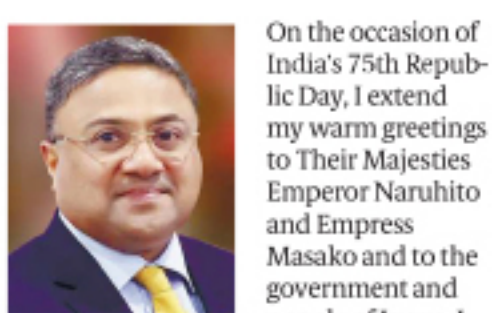 On the occasion of
India's 75th Repub-
lic Day, I extend
my warm greetings
to Their Majesties
Emperor Naruhito
and Empress
Masako and to the
government and